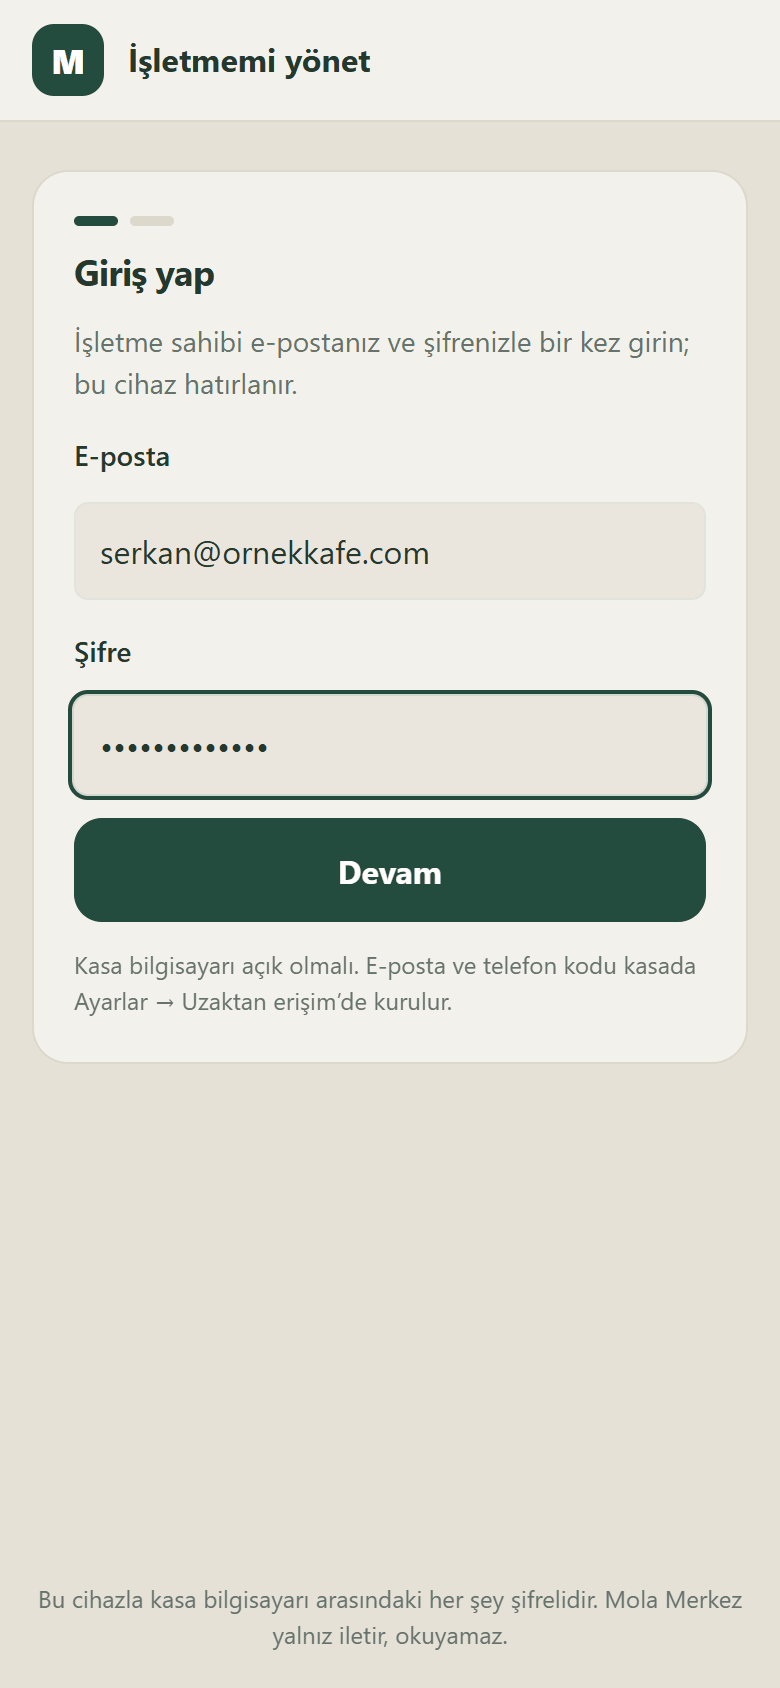 M
İşletmemi yönet
Giriş yap
İşletme sahibi e-postanız ve şifrenizle bir kez girin;
bu cihaz hatırlanır.
E-posta
serkan@ornekkafe.com
Şifre
•••••••••••••
Devam
Kasa bilgisayarı açık olmalı. E-posta ve telefon kodu kasada
Ayarlar → Uzaktan erişim’de kurulur.
Bu cihazla kasa bilgisayarı arasındaki her şey şifrelidir. Mola Merkez
yalnız iletir, okuyamaz.